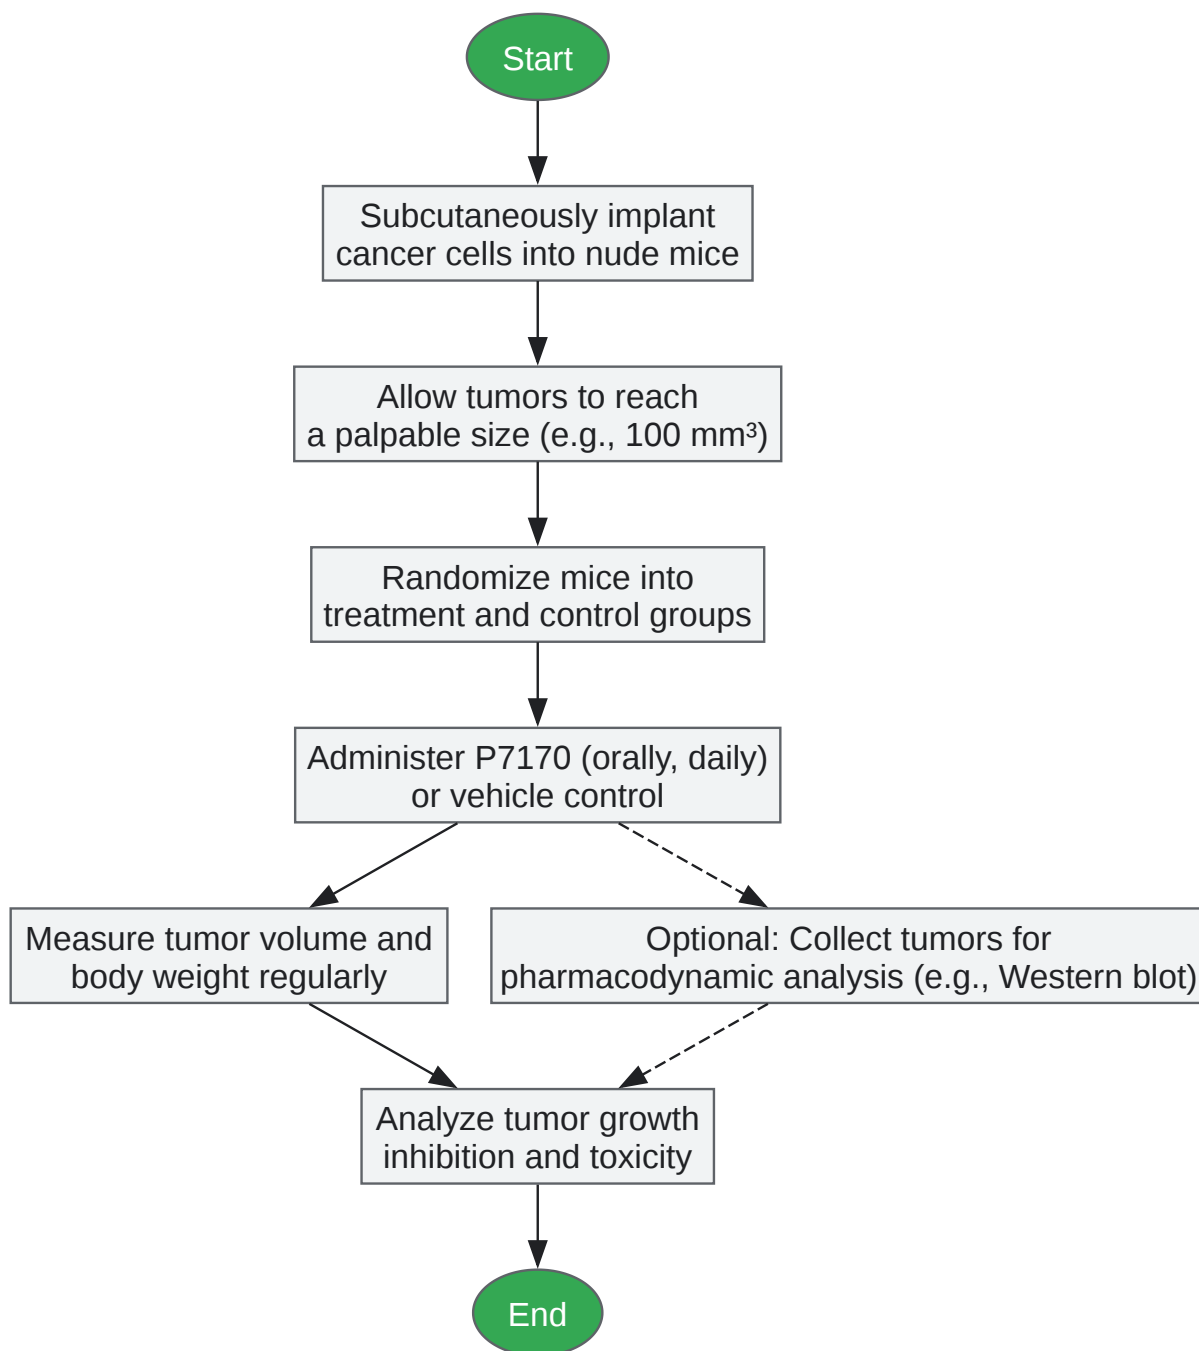 Start
Subcutaneously implant
cancer cells into nude mice
Allow tumors to reach
a palpable size (e.g., 100 mm³)
Randomize mice into
treatment and control groups
Administer P7170 (orally, daily)
or vehicle control
Measure tumor volume and
body weight regularly
Optional: Collect tumors for
pharmacodynamic analysis (e.g., Western blot)
Analyze tumor growth
inhibition and toxicity
End